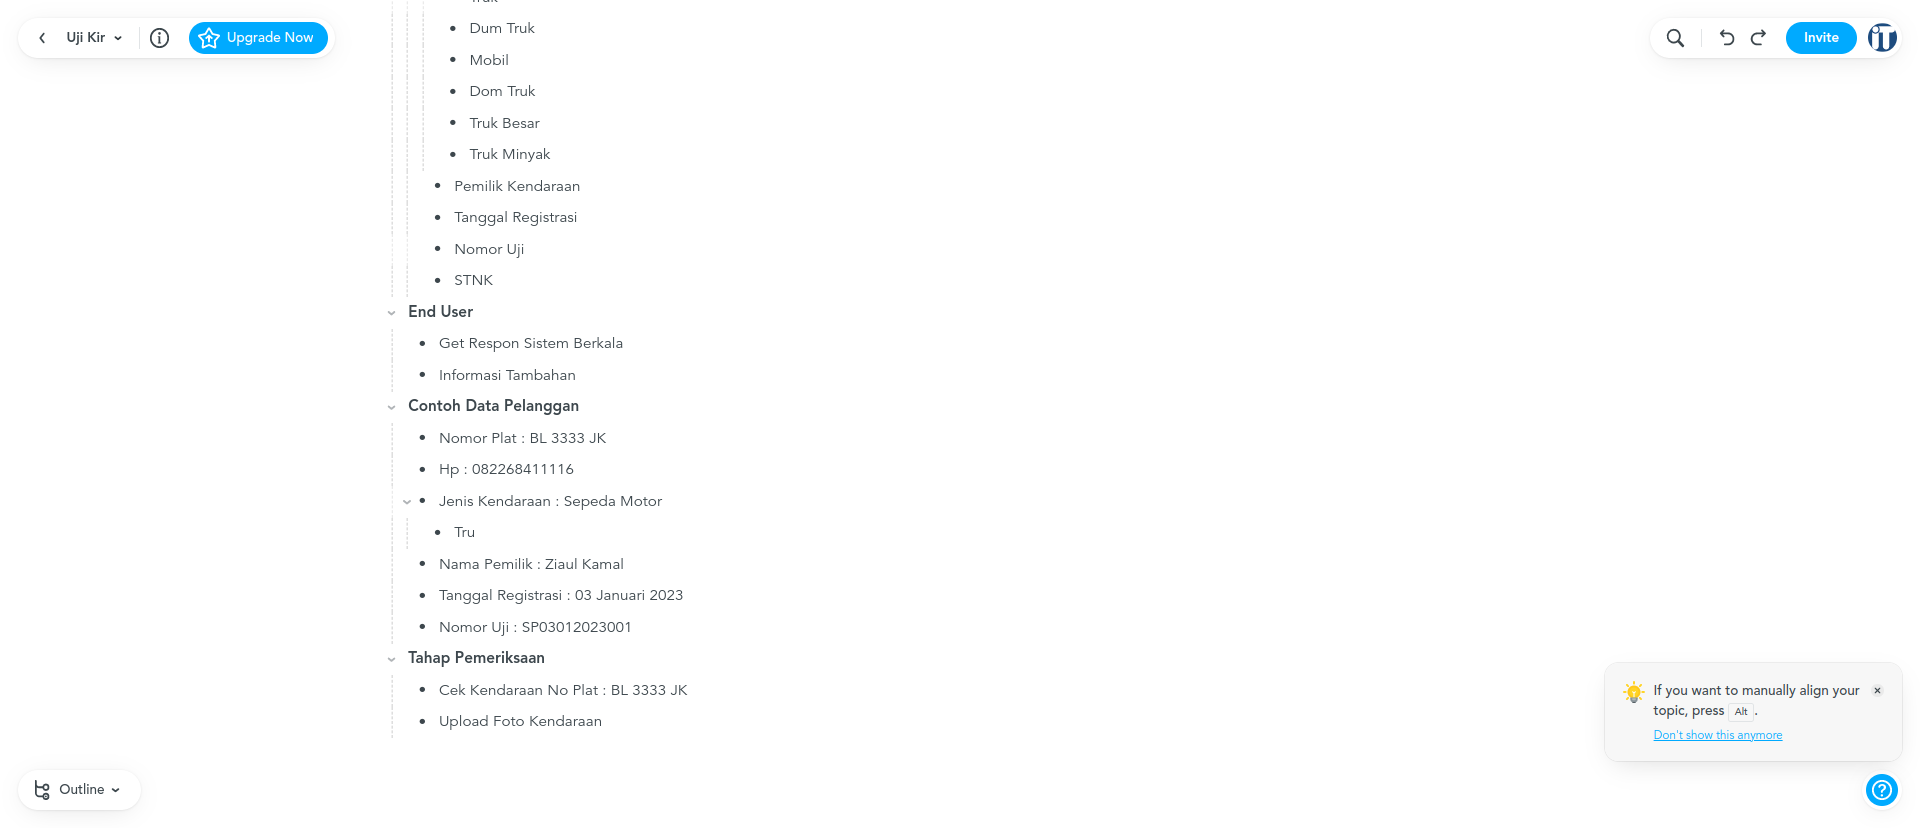 Truk
Uji Kir
Upgrade Now
Invite
Dum Truk
Mobil
Dom Truk
Truk Besar
Truk Minyak
Pemilik Kendaraan
Tanggal Registrasi
Nomor Uji
STNK
End User
Get Respon Sistem Berkala
Informasi Tambahan
Contoh Data Pelanggan
Nomor Plat : BL 3333 JK
Hp : 082268411116
Jenis Kendaraan : Sepeda Motor
Tru
Nama Pemilik : Ziaul Kamal
Tanggal Registrasi : 03 Januari 2023
Nomor Uji : SP03012023001
Tahap Pemeriksaan
Cek Kendaraan No Plat : BL 3333 JK
Upload Foto Kendaraan
If you want to manually align your
topic, press Alt .
Don't show this anymore
Outline